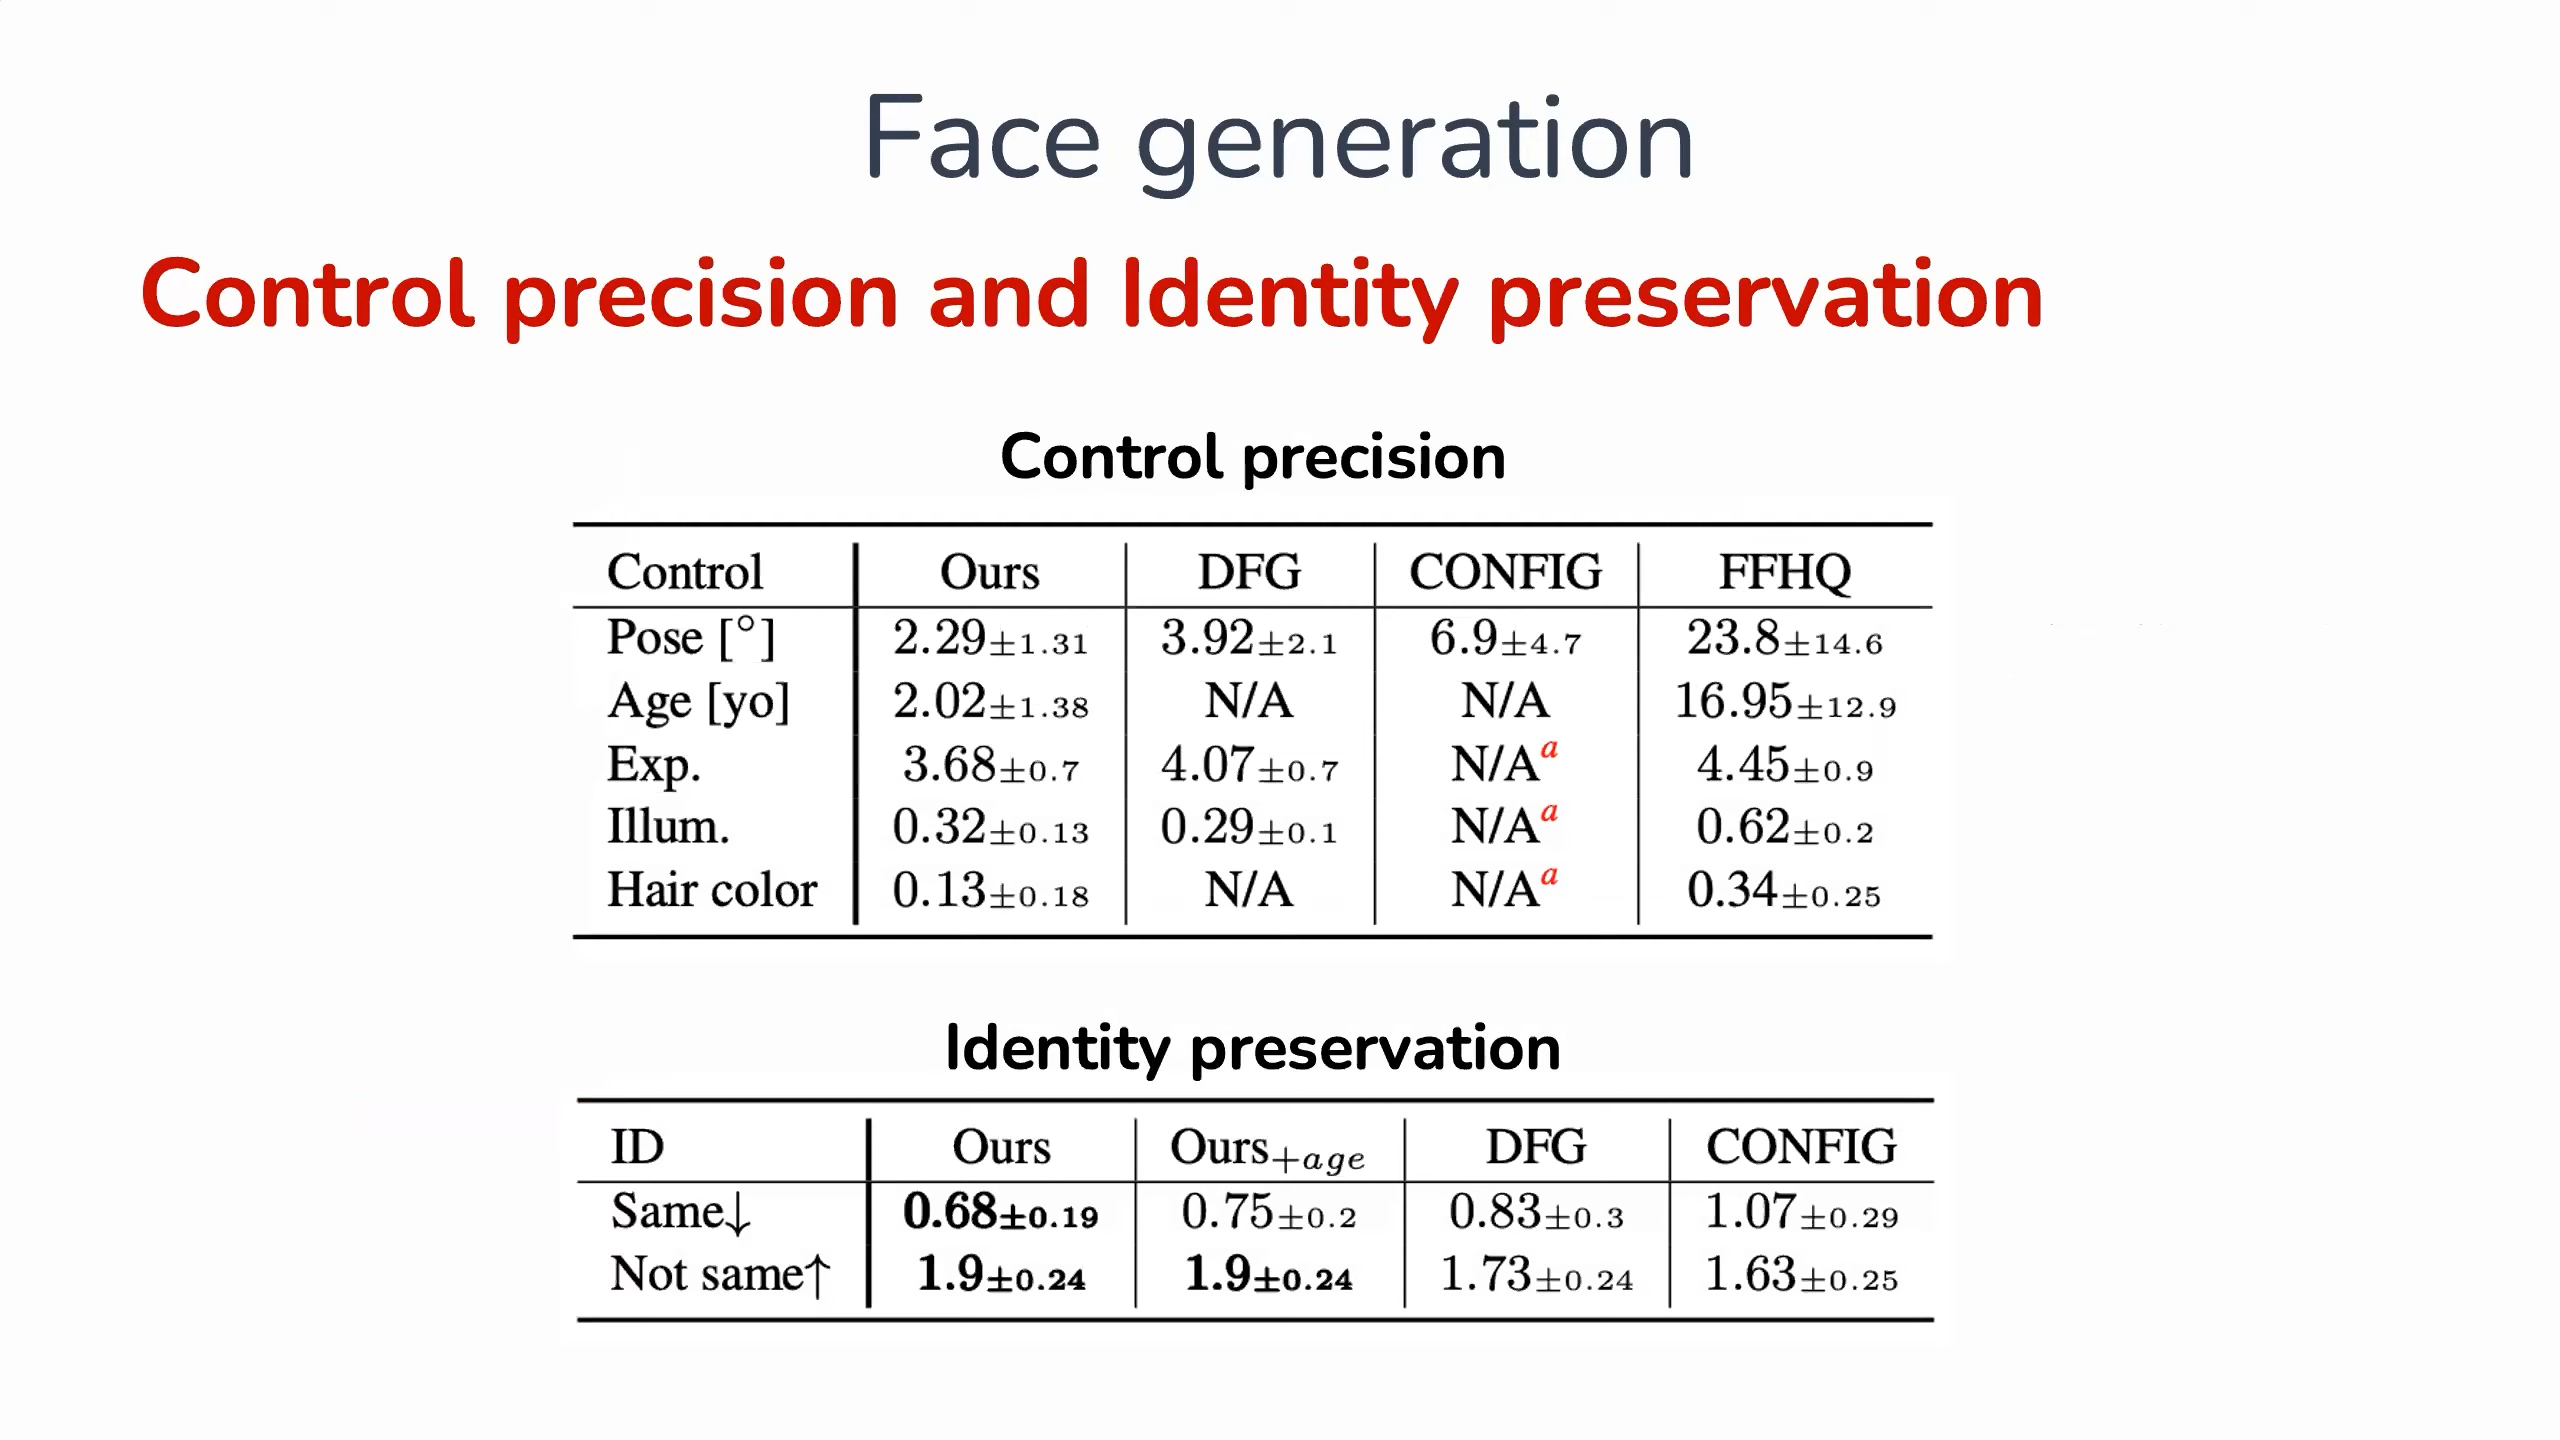 Face generation
Control precision and Identity preservation
Control precision
Control Ours DFG CONFIG FFHQ
Pose [°] 2.29±1.31 3.92±2.1 6.9±4.7 23.8±14.6
Age [yo] 2.02±1.38 N/A N/A 16.95±12.9
Exp. 3.68±0.7 4.07±0.7 N/Aᵃ 4.45±0.9
Illum. 0.32±0.13 0.29±0.1 N/Aᵃ 0.62±0.2
Hair color 0.13±0.18 N/A N/Aᵃ 0.34±0.25
Identity preservation
ID Ours Ours+age DFG CONFIG
Same↓ 0.68±0.19 0.75±0.2 0.83±0.3 1.07±0.29
Not same↑ 1.9±0.24 1.9±0.24 1.73±0.24 1.63±0.25